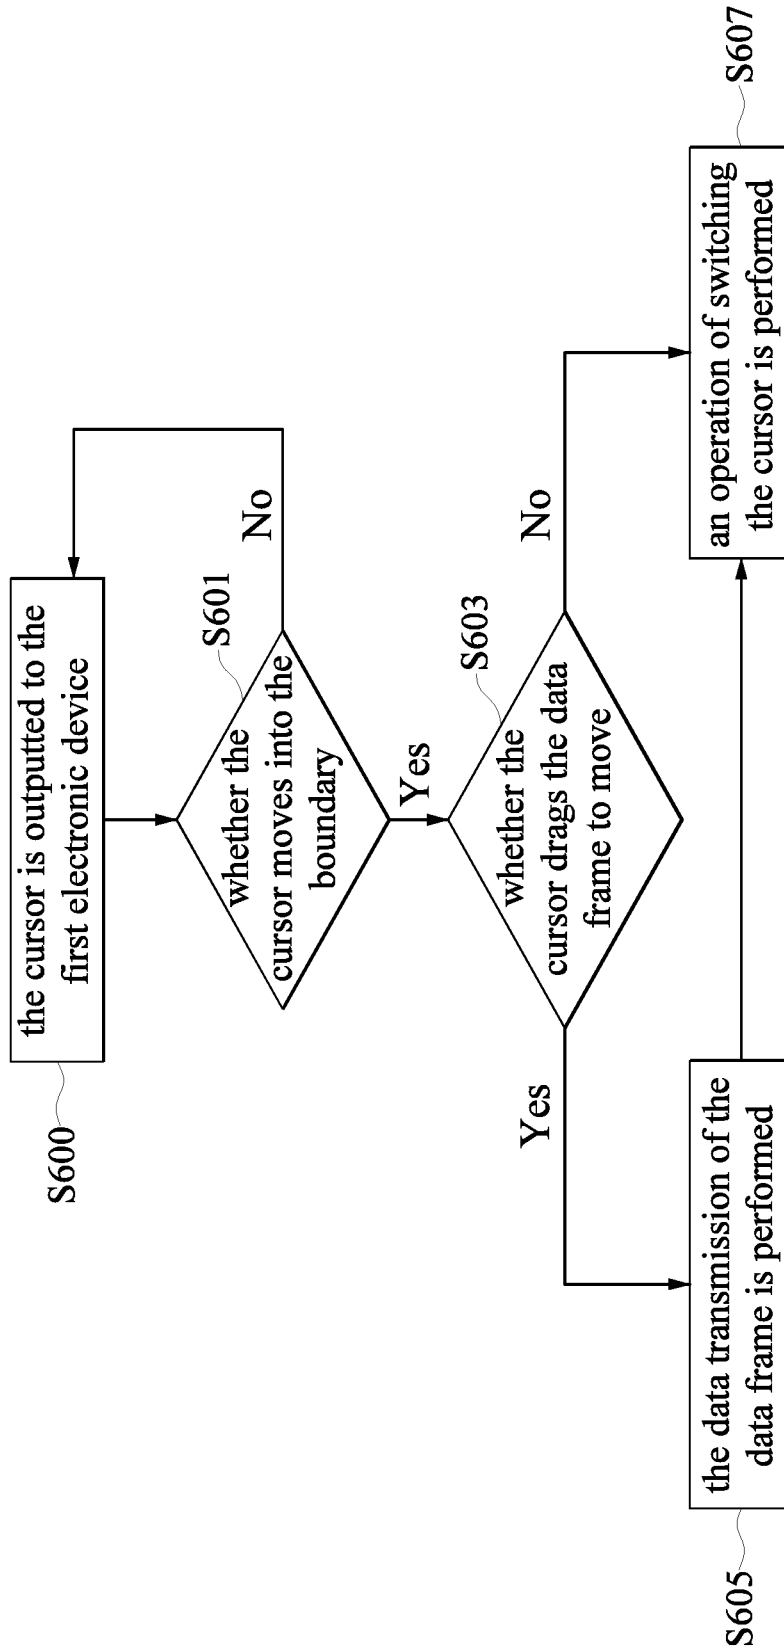 S600
the cursor is outputted to the
first electronic device
S601
whether the
cursor moves into the
boundary
No
Yes
S603
whether the
cursor drags the data
frame to move
Yes
No
S605
the data transmission of the
data frame is performed
an operation of switching
the cursor is performed
S607